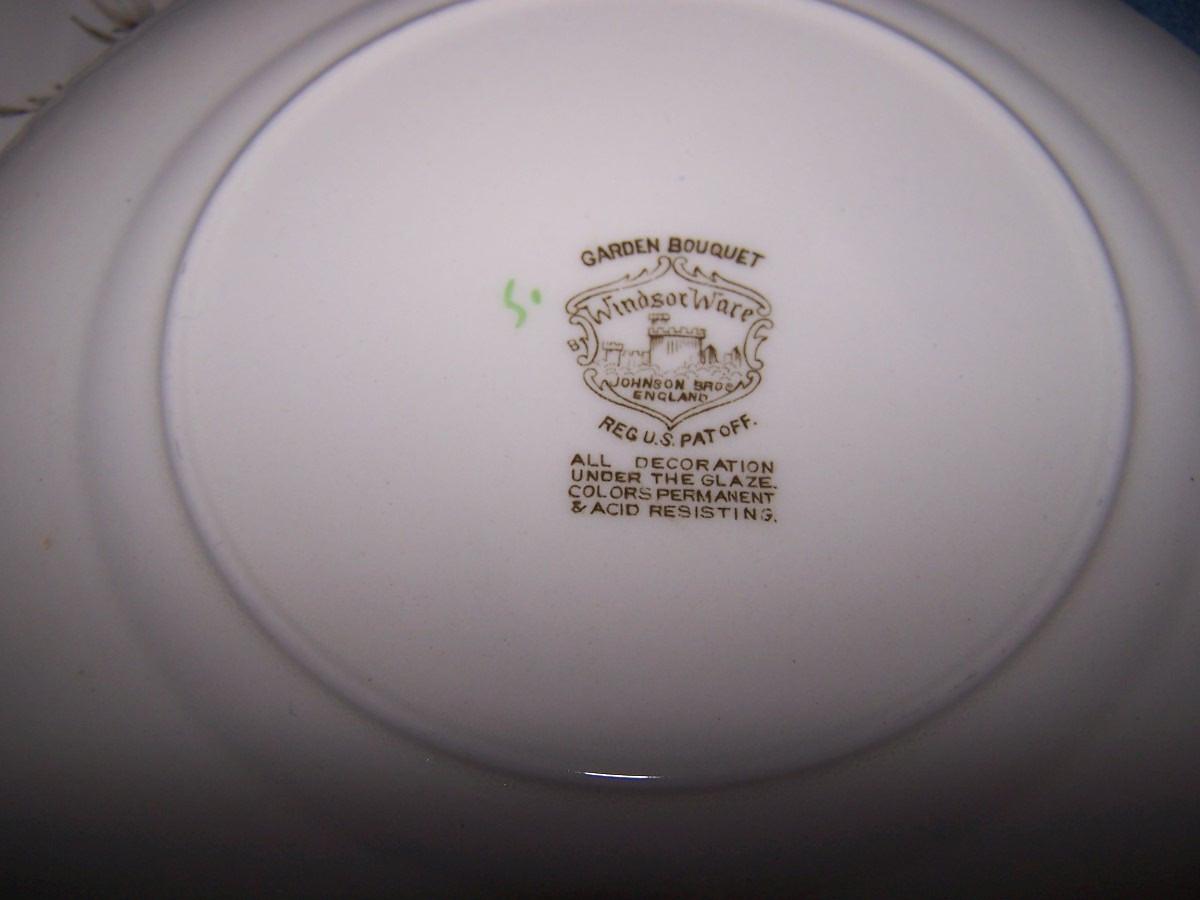 GARDEN BOUQUET
Windsor Ware
B
JOHNSON BROS
ENGLAND
REG U.S. PAT OFF.
ALL DECORATION
UNDER THE GLAZE.
COLORS PERMANENT
& ACID RESISTING.